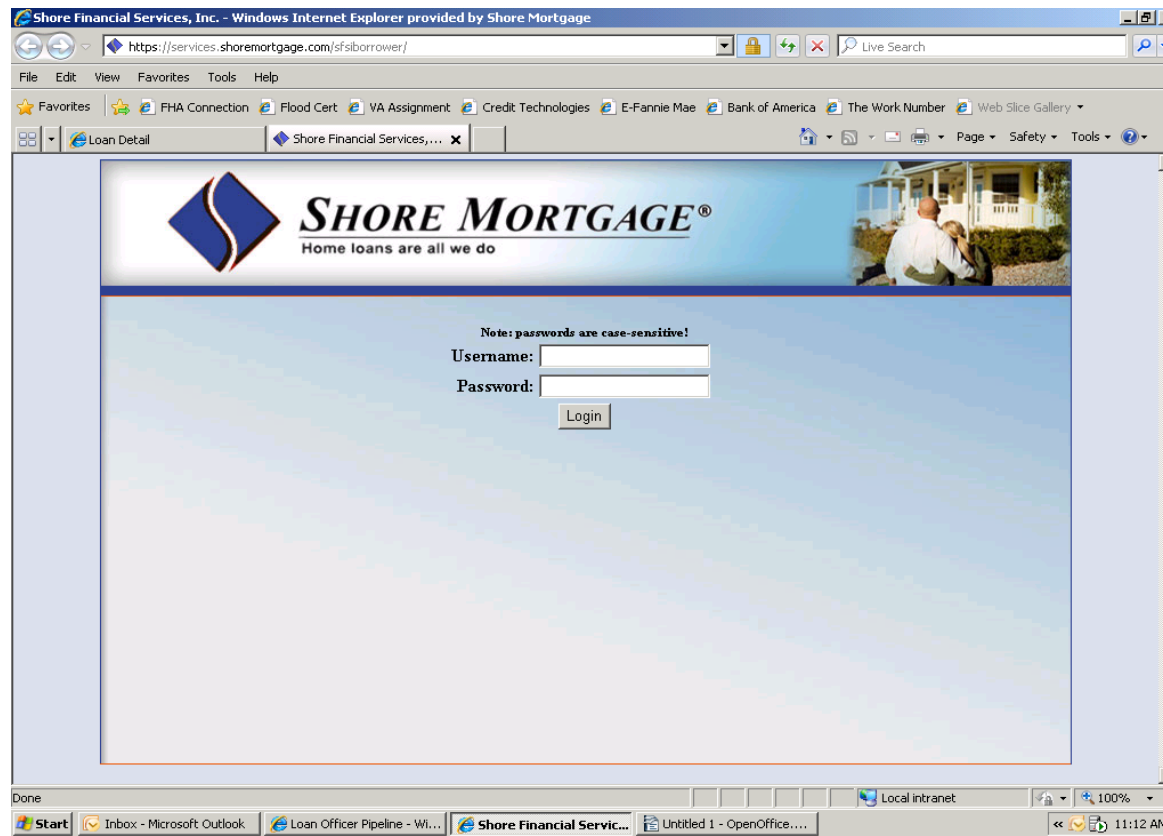 Shore Financial Services, Inc. - Windows Internet Explorer provided by Shore Mortgage
https://services.shoremortgage.com/sfsiborrower/
Live Search
File Edit View Favorites Tools Help
Favorites FHA Connection Flood Cert VA Assignment Credit Technologies E-Fannie Mae Bank of America The Work Number Web Slice Gallery
Loan Detail Shore Financial Services,... Page Safety Tools
SHORE MORTGAGE®
Home loans are all we do
Note: passwords are case-sensitive!
Username:
Password:
Login
Done Local intranet 100%
Start Inbox - Microsoft Outlook Loan Officer Pipeline - Wi... Shore Financial Servic... Untitled 1 - OpenOffice.... « 11:12 AM